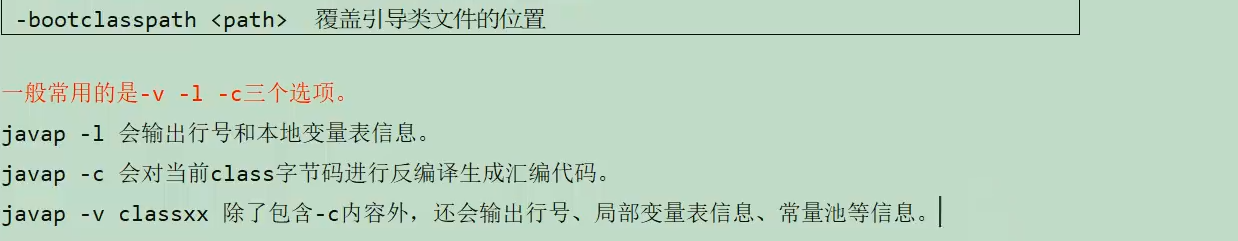 -bootclasspath <path>  覆盖引导类文件的位置
一般常用的是-v -l -c三个选项。
javap -l 会输出行号和本地变量表信息。
javap -c 会对当前class字节码进行反编译生成汇编代码。
javap -v classxx 除了包含-c内容外，还会输出行号、局部变量表信息、常量池等信息。